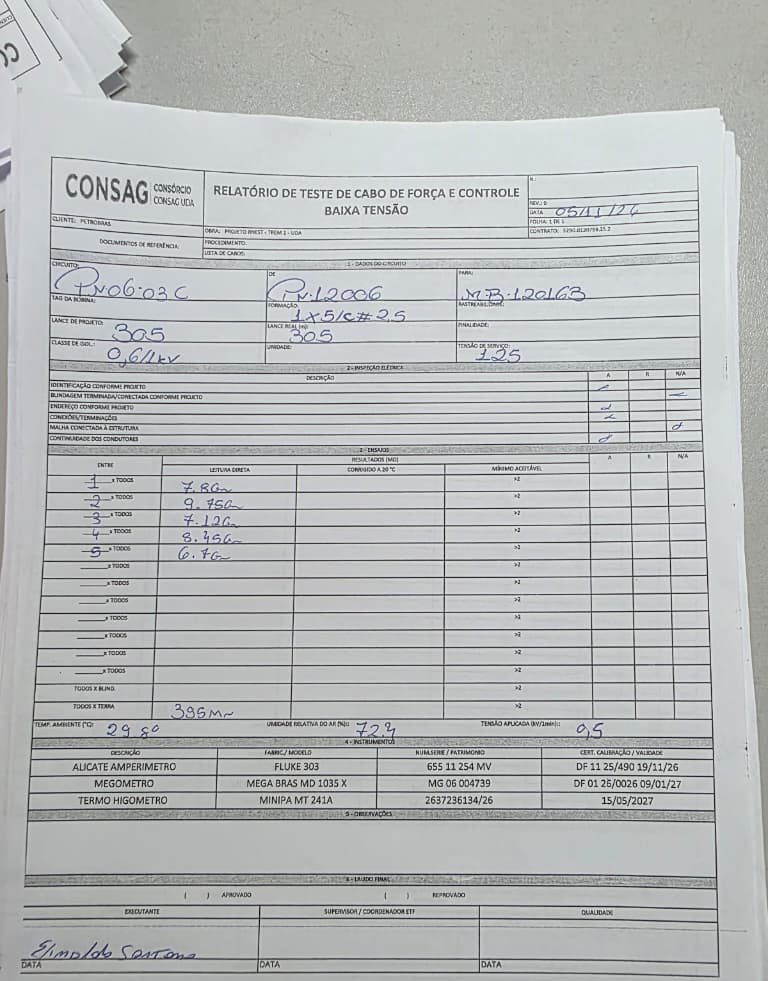 CONSAG CONSÓRCIO CONSAG UDA
RELATÓRIO DE TESTE DE CABO DE FORÇA E CONTROLE
BAIXA TENSÃO
REV.: 0
DATA 05/11/26
FOLHA: 1 DE 1
CLIENTE: PETROBRAS
OBRA: PROJETO RNEST - TREM 2 - UDA
DOCUMENTOS DE REFERÊNCIA:
PROCEDIMENTO:
LISTA DE CABOS:
1 - DADOS DO CIRCUITO
CIRCUITO: PN06.03C
DE PN.12006
PARA: M.B.120163
TAG DA BOBINA:
FORMAÇÃO: 1x5/c#2.5
RASTREABILIDADE:
LANCE DE PROJETO: 305
LANCE REAL (m): 305
FINALIDADE:
CLASSE DE ISOL.: 0,6/1kv
UNIDADE:
TENSÃO DE SERVIÇO: 125
2 - INSPEÇÃO ELÉTRICA
DESCRIÇÃO A R N/A
IDENTIFICAÇÃO CONFORME PROJETO
BLINDAGEM TERMINADA/CONECTADA CONFORME PROJETO
ENDEREÇO CONFORME PROJETO
CONEXÕES/TERMINAÇÕES
MALHA CONECTADA À ESTRUTURA
CONTINUIDADE DOS CONDUTORES
3 - ENSAIOS
ENTRE RESULTADOS (MΩ) A R N/A
LEITURA DIRETA CORRIGIDO A 20 °C MÍNIMO ACEITÁVEL
1 x TODOS 7.8GΩ >2
2 x TODOS 9.75GΩ >2
3 x TODOS 7.12GΩ >2
4 x TODOS 8.45GΩ >2
5 x TODOS 6.7GΩ >2
x TODOS >2
x TODOS >2
x TODOS >2
x TODOS >2
x TODOS >2
x TODOS >2
x TODOS >2
TODOS X BLIND. >2
TODOS X TERRA 395MΩ >2
TEMP. AMBIENTE (°C): 29.8° UMIDADE RELATIVA DO AR (%): 72.4 TENSÃO APLICADA (kV/1min): 0,5
4 - INSTRUMENTOS
DESCRIÇÃO FABRIC./ MODELO NUM.SERIE / PATRIMONIO CERT. CALIBRAÇÃO / VALIDADE
ALICATE AMPERIMETRO FLUKE 303 655 11 254 MV DF 11 25/490 19/11/26
MEGOMETRO MEGA BRAS MD 1035 X MG 06 004739 DF 01 26/0026 09/01/27
TERMO HIGOMETRO MINIPA MT 241A 2637236134/26 15/05/2027
5 - OBSERVAÇÕES
6 - LAUDO FINAL
( ) APROVADO ( ) REPROVADO
EXECUTANTE SUPERVISOR / COORDENADOR ETF QUALIDADE
Santana
DATA DATA DATA